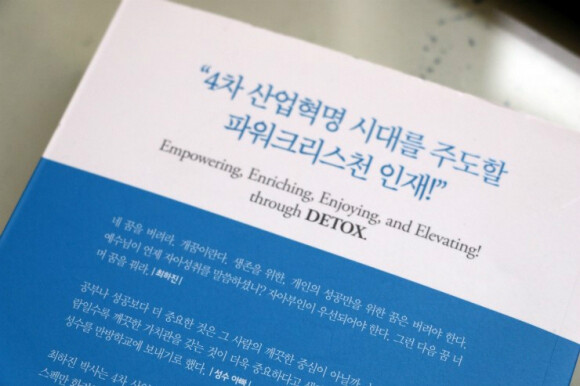 “4차 산업혁명 시대를 주도할
파워크리스천 인재!”
Empowering, Enriching, Enjoying, and Elevating!
through DETOX.
네 꿈을 버려라. 개꿈이란다. 생존을 위한, 개인의 성공만을 위한 꿈은 버려야 한다.
예수님이 언제 자아성취를 말씀하셨니? 자아부인이 우선되어야 한다. 그런 다음 꿈 너
머 꿈을 꿔라. | 최하진 |
공부나 성공보다 더 중요한 것은 그 사람의 깨끗한 중심이 아닐까
람일수록 깨끗한 가치관을 갖는 것이 더욱 중요하다고
성수를 만방학교에 보내기로 했다. | 성수 아빠 |
최하진 박사는 4차